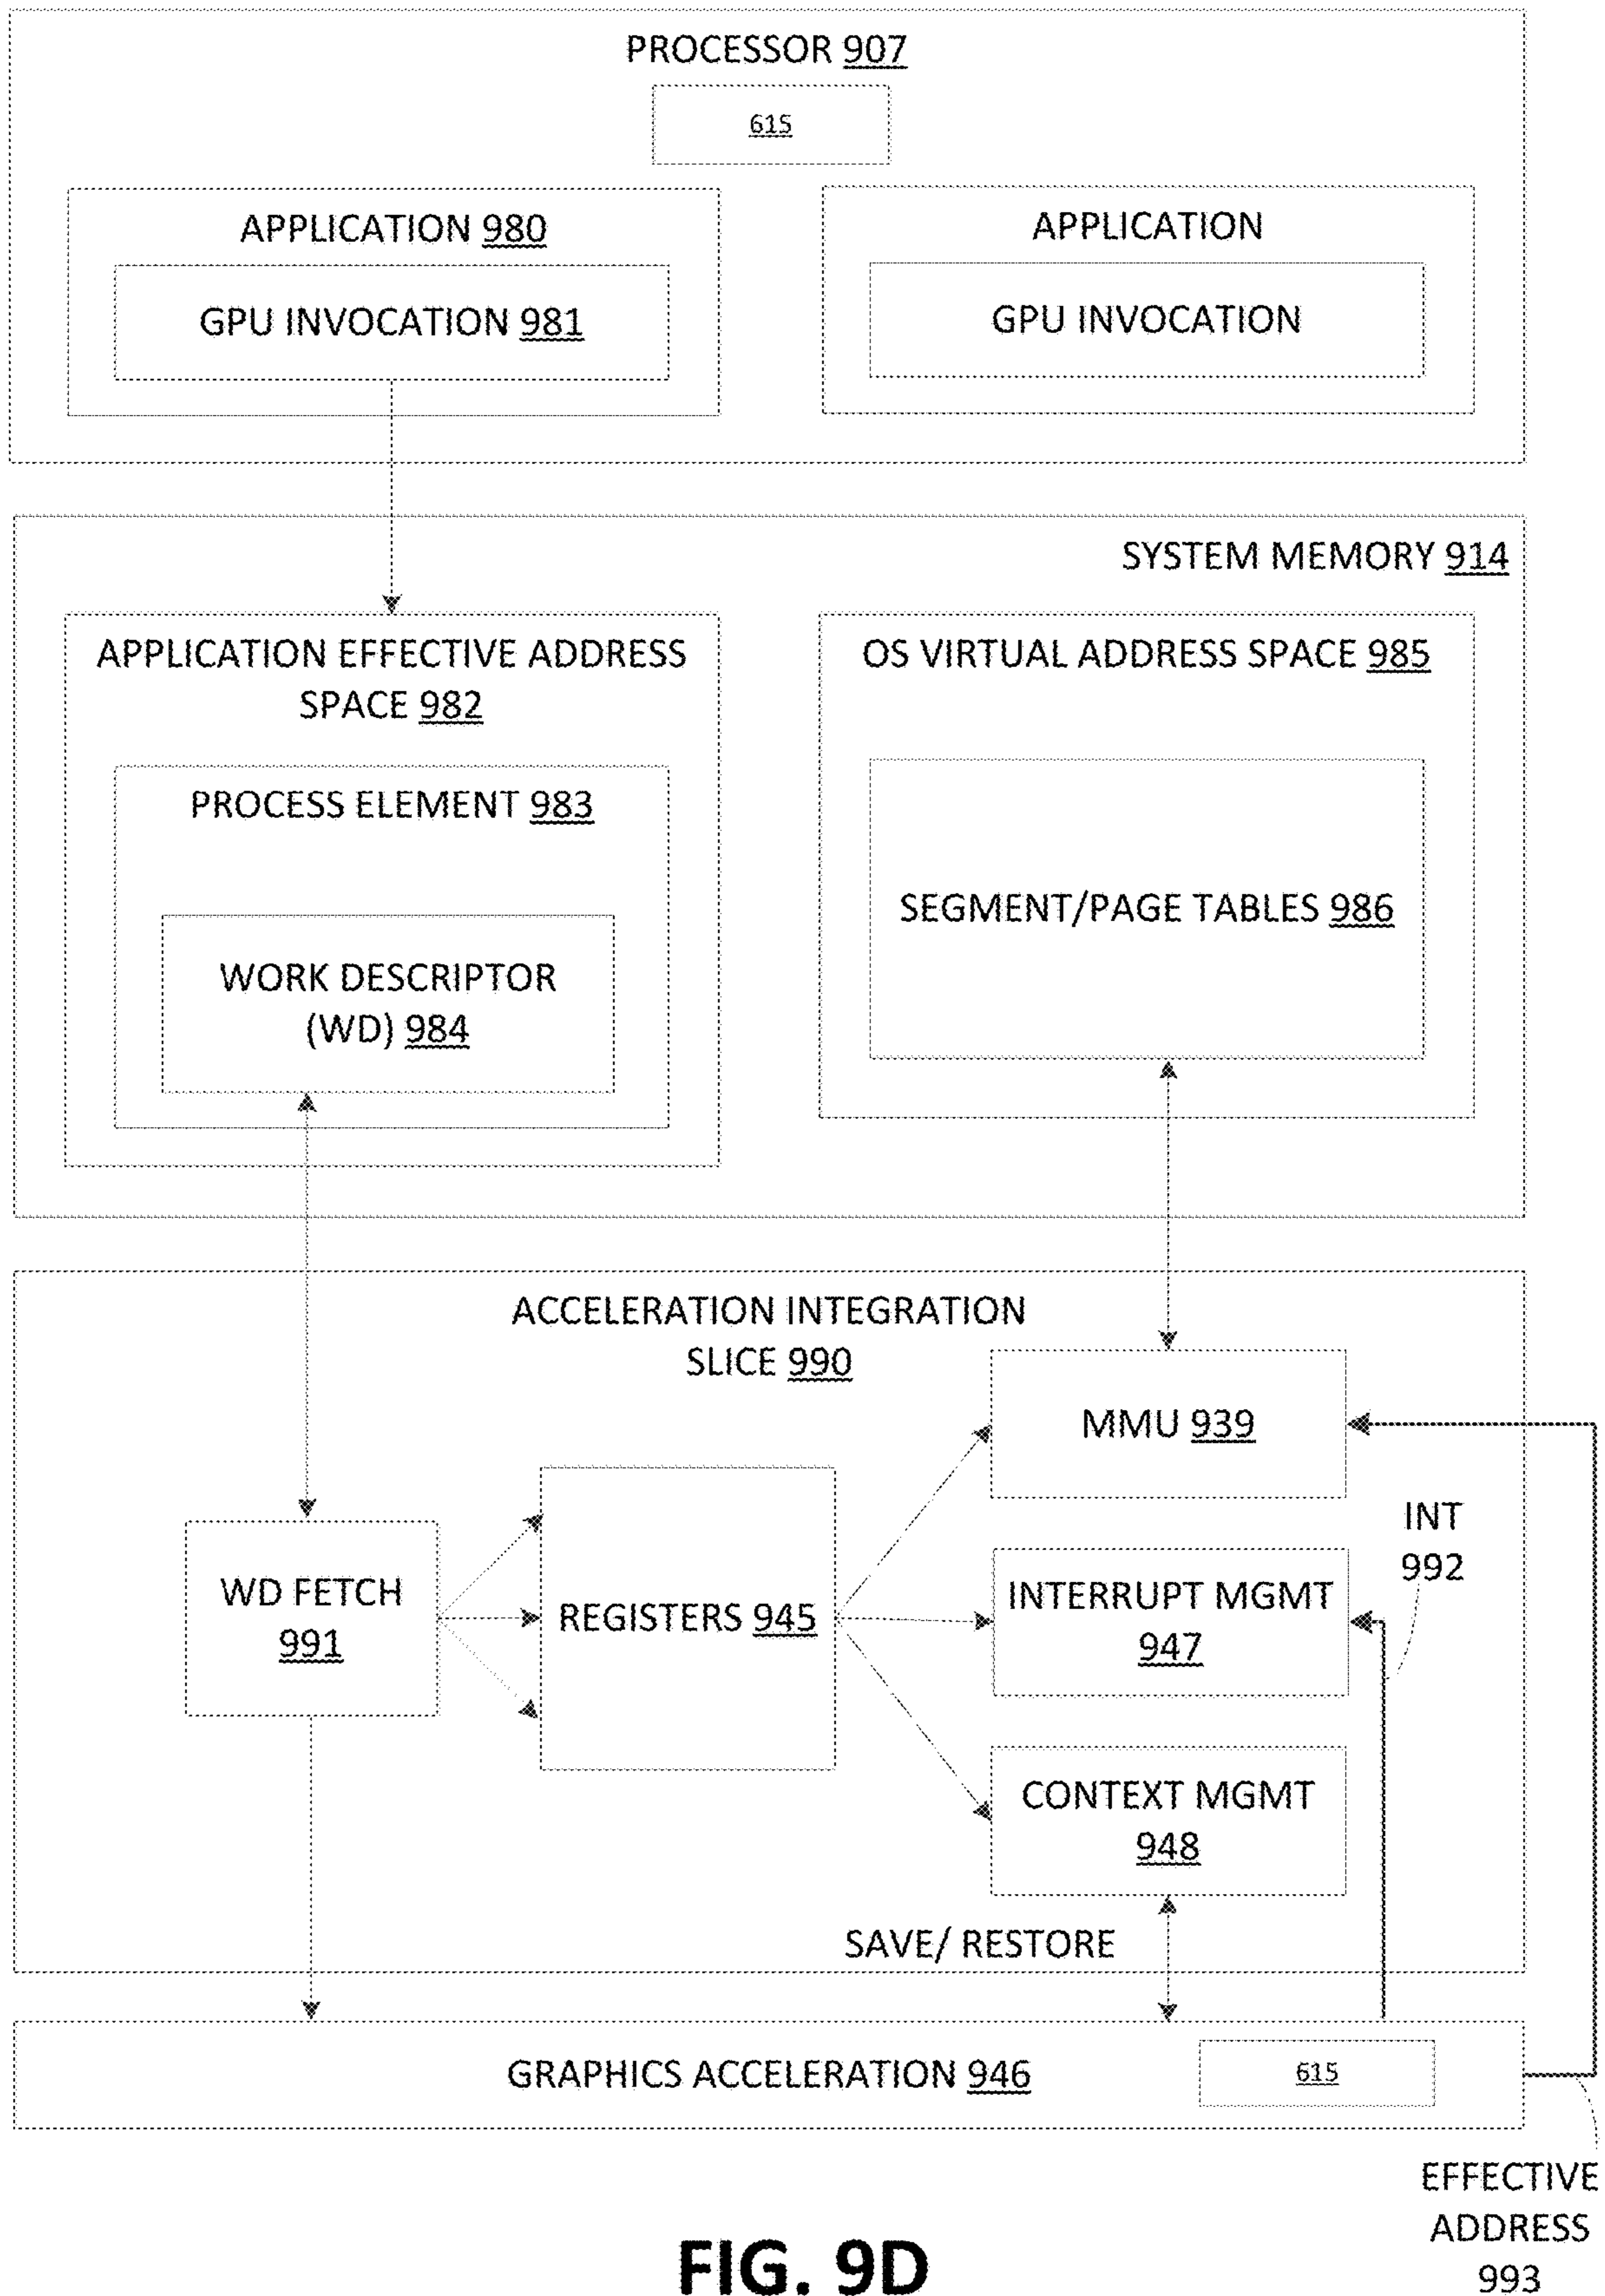 PROCESSOR 907
615
APPLICATION 980
GPU INVOCATION 981
APPLICATION
GPU INVOCATION
SYSTEM MEMORY 914
APPLICATION EFFECTIVE ADDRESS
SPACE 982
PROCESS ELEMENT 983
WORK DESCRIPTOR
(WD) 984
OS VIRTUAL ADDRESS SPACE 985
SEGMENT/PAGE TABLES 986
ACCELERATION INTEGRATION
SLICE 990
WD FETCH
991
REGISTERS 945
MMU 939
INTERRUPT MGMT
947
CONTEXT MGMT
948
INT
992
SAVE/ RESTORE
GRAPHICS ACCELERATION 946
615
EFFECTIVE
ADDRESS
993
FIG. 9D